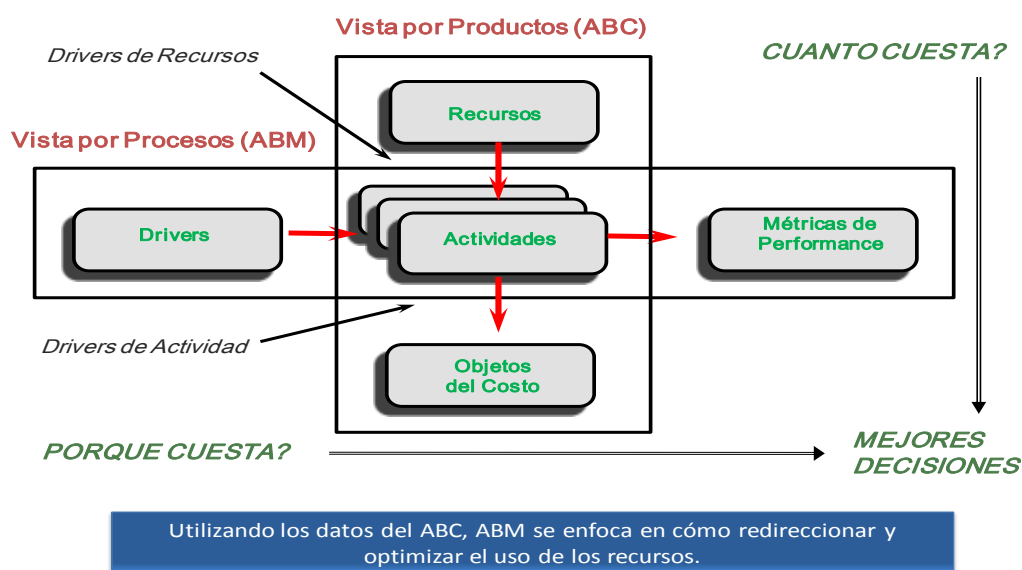 Vista por Productos (ABC)
Drivers de Recursos
CUANTO CUESTA?
Recursos
Vista por Procesos (ABM)
Drivers
Actividades
Métricas de
Performance
Drivers de Actividad
Objetos
del Costo
PORQUE CUESTA?
MEJORES
DECISIONES
Utilizando los datos del ABC, ABM se enfoca en cómo redireccionar y
optimizar el uso de los recursos.